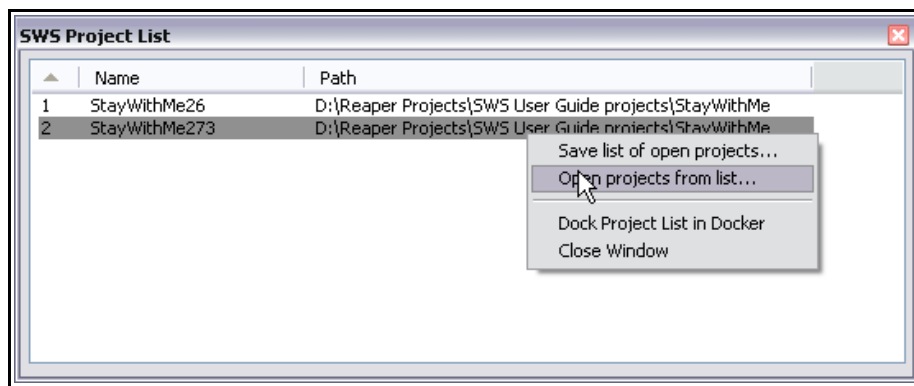 SWS Project List
Name Path
1 StayWithMe26 D:\Reaper Projects\SWS User Guide projects\StayWithMe
2 StayWithMe273 D:\Reaper Projects\SWS User Guide projects\StayWithMe
Save list of open projects...
Open projects from list...
Dock Project List in Docker
Close Window